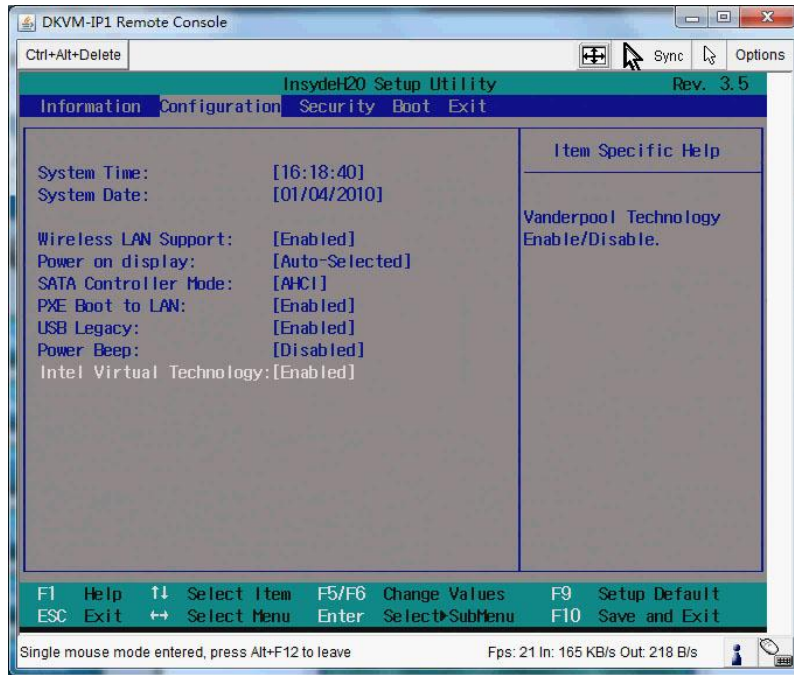 DKVM-IP1 Remote Console
Ctrl+Alt+Delete Sync Options
InsydeH20 Setup Utility Rev. 3.5
Information Configuration Security Boot Exit
Item Specific Help
System Time: [16:18:40]
System Date: [01/04/2010]
Vanderpool Technology
Wireless LAN Support: [Enabled] Enable/Disable.
Power on display: [Auto-Selected]
SATA Controller Mode: [AHCI]
PXE Boot to LAN: [Enabled]
USB Legacy: [Enabled]
Power Beep: [Disabled]
Intel Virtual Technology:[Enabled]
F1 Help ↑↓ Select Item F5/F6 Change Values F9 Setup Default
ESC Exit ↔ Select Menu Enter Select▶SubMenu F10 Save and Exit
Single mouse mode entered, press Alt+F12 to leave Fps: 21 In: 165 KB/s Out: 218 B/s